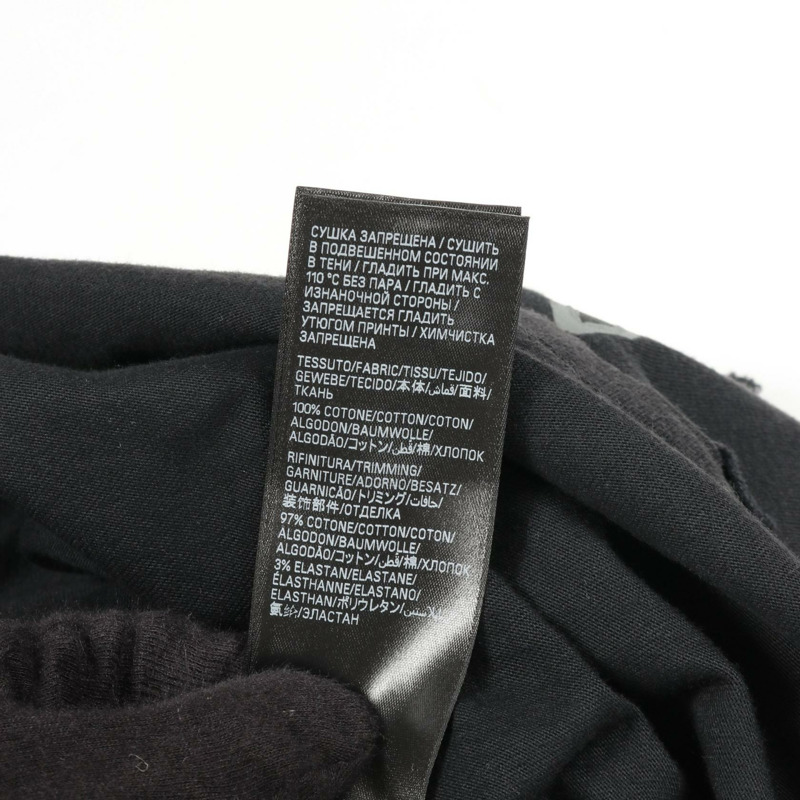 СУШКА ЗАПРЕЩЕНА / СУШИТЬ
В ПОДВЕШЕННОМ СОСТОЯНИИ
В ТЕНИ / ГЛАДИТЬ ПРИ МАКС.
110 °C БЕЗ ПАРА / ГЛАДИТЬ С
ИЗНАНОЧНОЙ СТОРОНЫ /
ЗАПРЕЩАЕТСЯ ГЛАДИТЬ
УТЮГОМ ПРИНТЫ / ХИМЧИСТКА
ЗАПРЕЩЕНА
TESSUTO/FABRIC/TISSU/TEJIDO/
GEWEBE/TECIDO/本体/قماش/面料/
ТКАНЬ
100% COTONE/COTTON/COTON/
ALGODON/BAUMWOLLE/
ALGODÃO/コットン/قطن/棉/ХЛОПОК
RIFINITURA/TRIMMING/
GARNITURE/ADORNO/BESATZ/
GUARNICÃO/トリミング/حافات/
装饰部件/ОТДЕЛКА
97% COTONE/COTTON/COTON/
ALGODON/BAUMWOLLE/
ALGODÃO/コットン/قطن/棉/ХЛОПОК
3% ELASTAN/ELASTANE/
ÉLASTHANNE/ELASTANO/
ELASTHAN/ポリウレタン/إيلاستين/
氨纶/ЭЛАСТАН